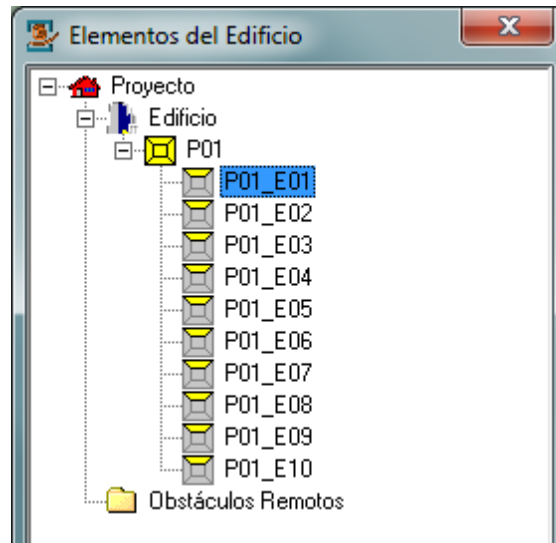 Elementos del Edificio
Proyecto
Edificio
P01
P01_E01
P01_E02
P01_E03
P01_E04
P01_E05
P01_E06
P01_E07
P01_E08
P01_E09
P01_E10
Obstáculos Remotos